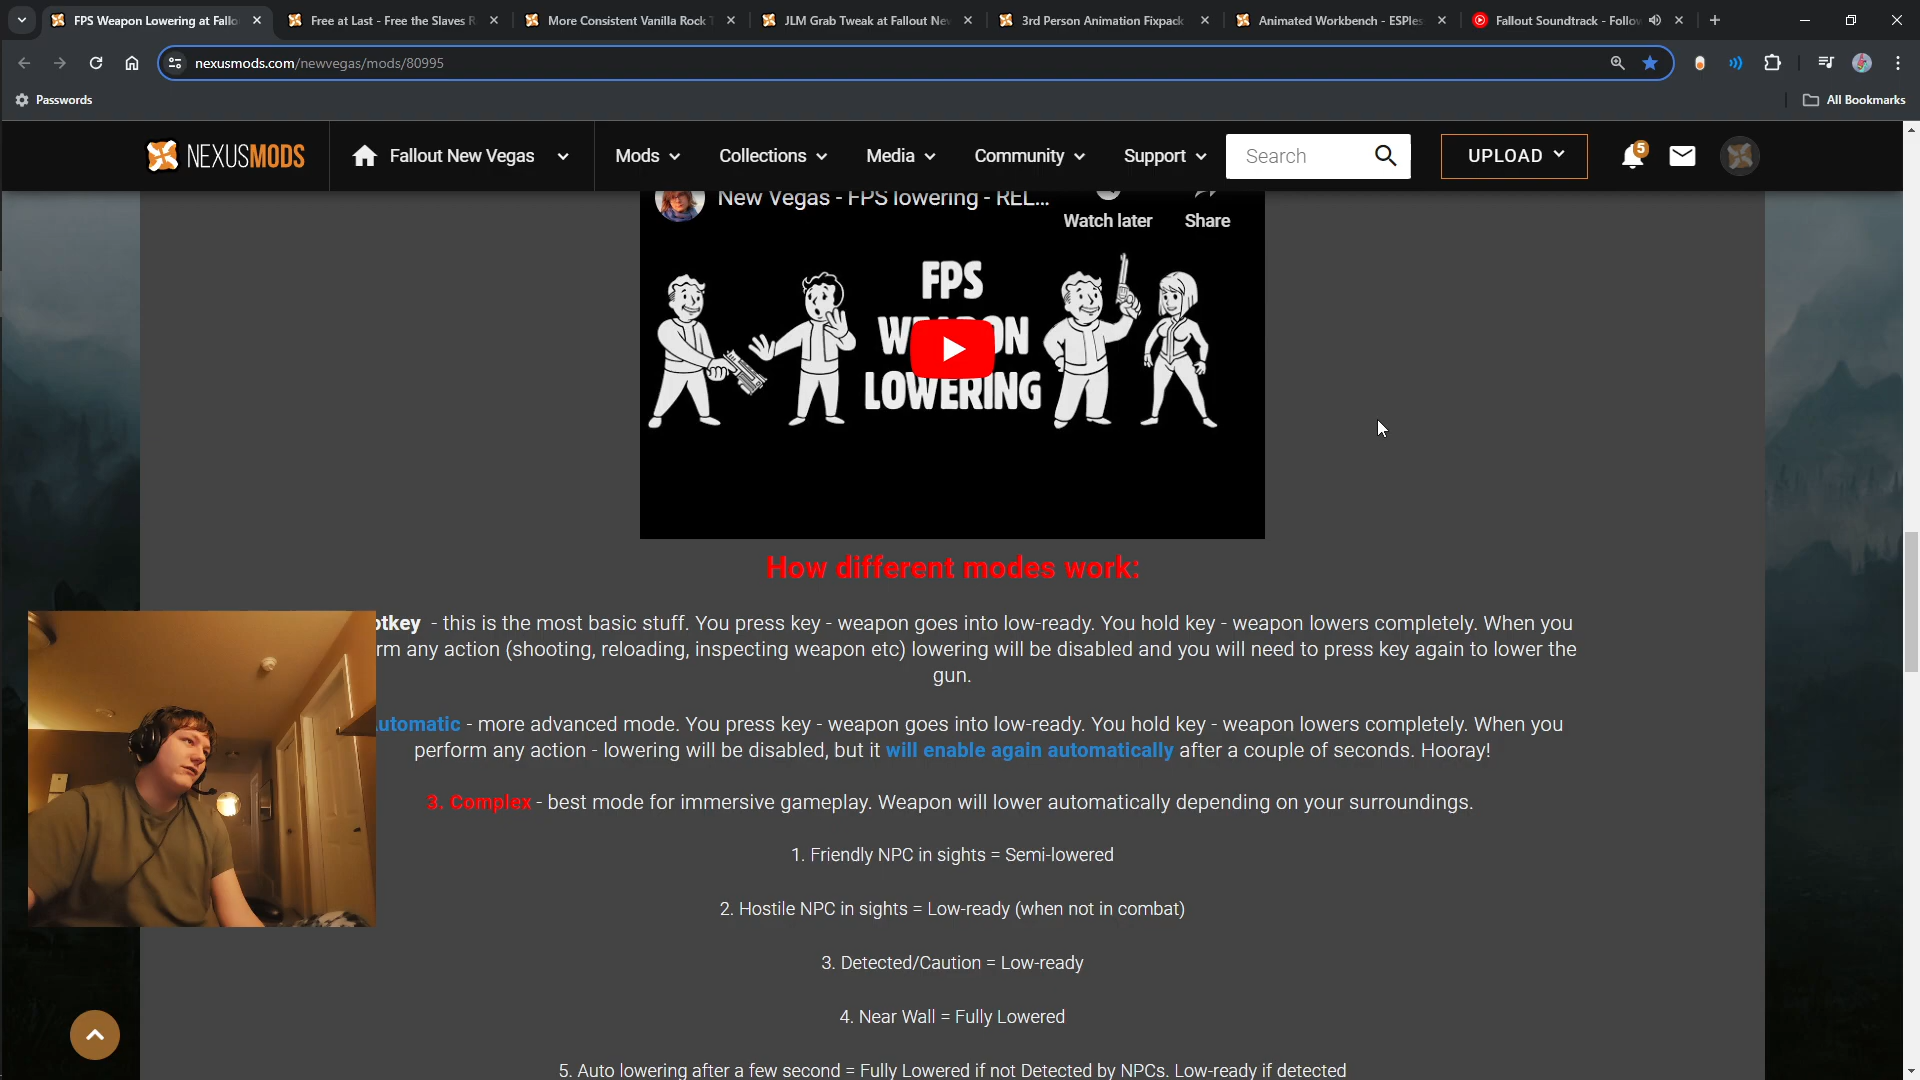 FPS Weapon Lowering at Fallo
Free at Last - Free the Slaves R
More Consistent Vanilla Rock T
JLM Grab Tweak at Fallout Nev
3rd Person Animation Fixpack
Animated Workbench - ESPles
Fallout Soundtrack - Follov
nexusmods.com/newvegas/mods/80995
Passwords
All Bookmarks
NEXUSMODS
Fallout New Vegas
Mods
Collections
Media
Community
Support
Search
UPLOAD
5
New Vegas - FPS lowering - REL...
Watch later
Share
FPS
WEAPON
LOWERING
How different modes work:
otkey - this is the most basic stuff. You press key - weapon goes into low-ready. You hold key - weapon lowers completely. When you
rm any action (shooting, reloading, inspecting weapon etc) lowering will be disabled and you will need to press key again to lower the
gun.
utomatic - more advanced mode. You press key - weapon goes into low-ready. You hold key - weapon lowers completely. When you
perform any action - lowering will be disabled, but it will enable again automatically after a couple of seconds. Hooray!
3. Complex - best mode for immersive gameplay. Weapon will lower automatically depending on your surroundings.
1. Friendly NPC in sights = Semi-lowered
2. Hostile NPC in sights = Low-ready (when not in combat)
3. Detected/Caution = Low-ready
4. Near Wall = Fully Lowered
5. Auto lowering after a few second = Fully Lowered if not Detected by NPCs. Low-ready if detected